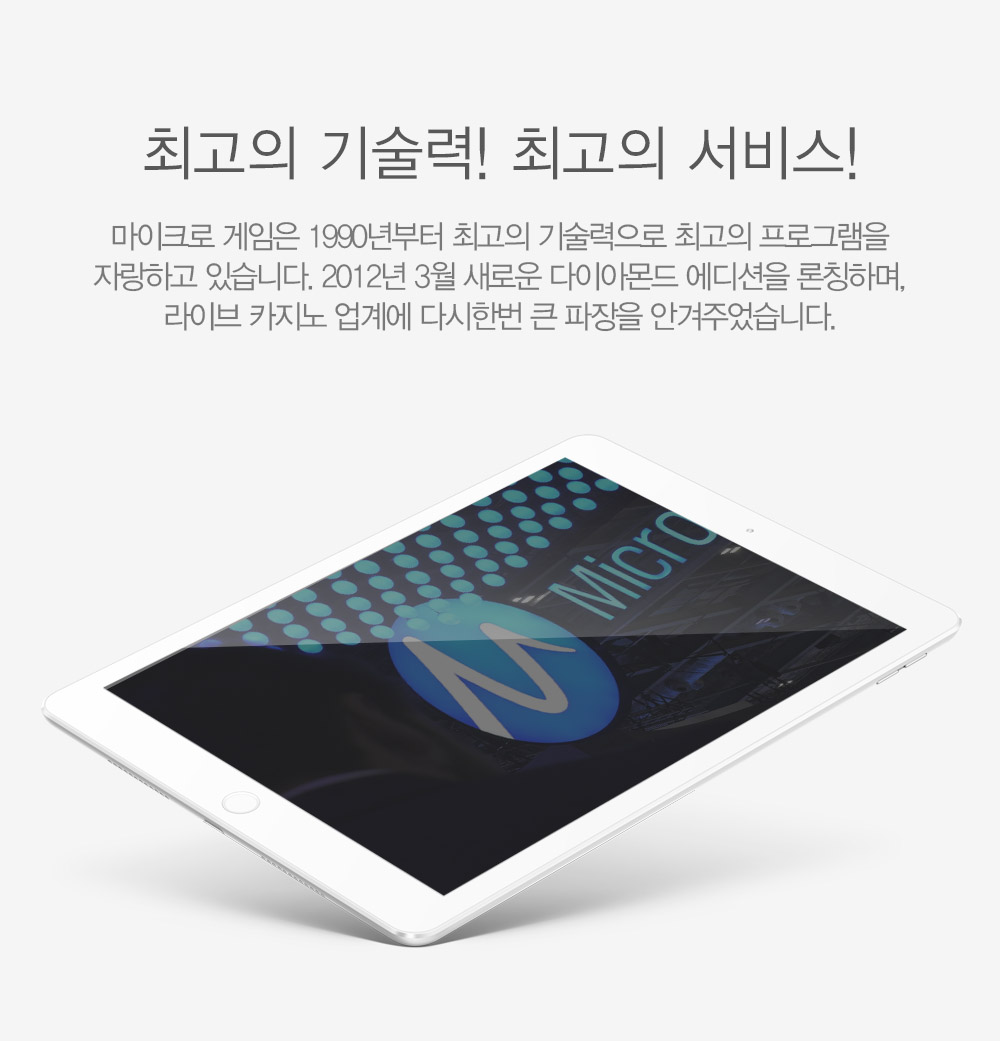 최고의 기술력! 최고의 서비스!
마이크로 게임은 1990년부터 최고의 기술력으로 최고의 프로그램을
자랑하고 있습니다. 2012년 3월 새로운 다이아몬드 에디션을 론칭하며,
라이브 카지노 업계에 다시한번 큰 파장을 안겨주었습니다.
Micro